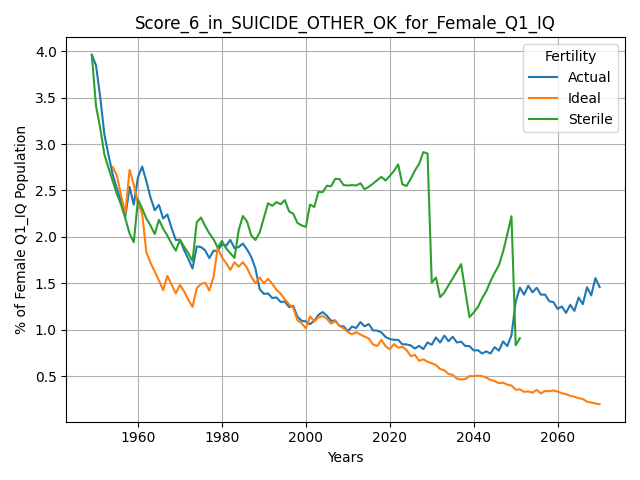 Score_6_in_SUICIDE_OTHER_OK_for_Female_Q1_IQ
% of Female Q1_IQ Population
4.0
3.5
3.0
2.5
2.0
1.5
1.0
0.5
Fertility
Actual
Ideal
Sterile
1960
1980
2000
2020
2040
2060
Years